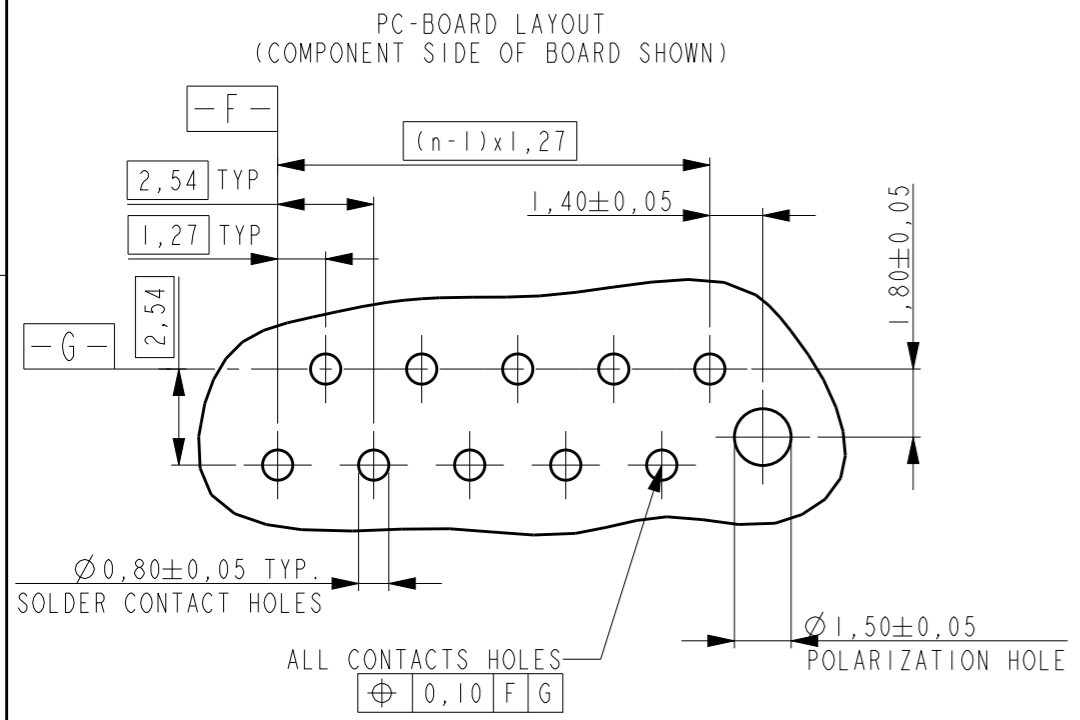 PC-BOARD LAYOUT
(COMPONENT SIDE OF BOARD SHOWN)
-F-
(n-1)x1,27
2,54 TYP
1,40±0,05
1,27 TYP
1,80±0,05
2,54
-G-
Ø0,80±0,05 TYP.
SOLDER CONTACT HOLES
Ø1,50±0,05
POLARIZATION HOLE
ALL CONTACTS HOLES
⌖ 0,10 F G